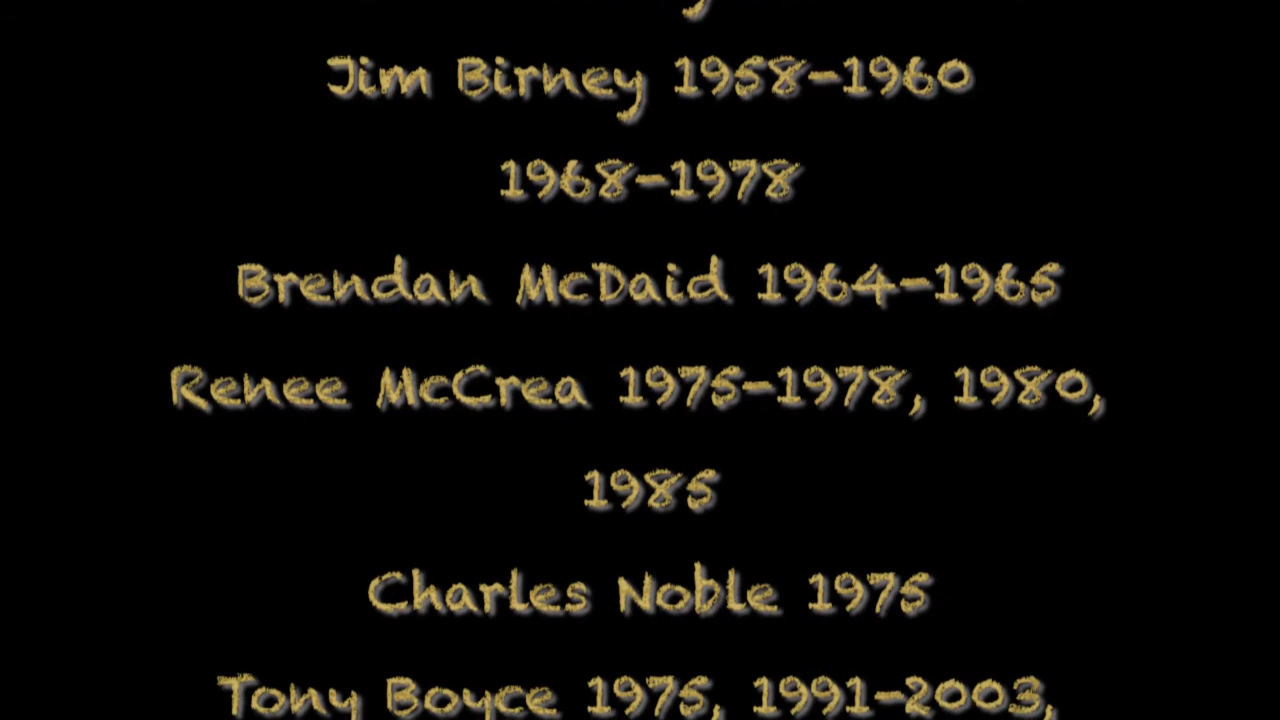 Jim Birney 1958-1960
1968-1978
Brendan McDaid 1964-1965
Renee McCrea 1975-1978, 1980,
1985
Charles Noble 1975
Tony Boyce 1975, 1991-2003,